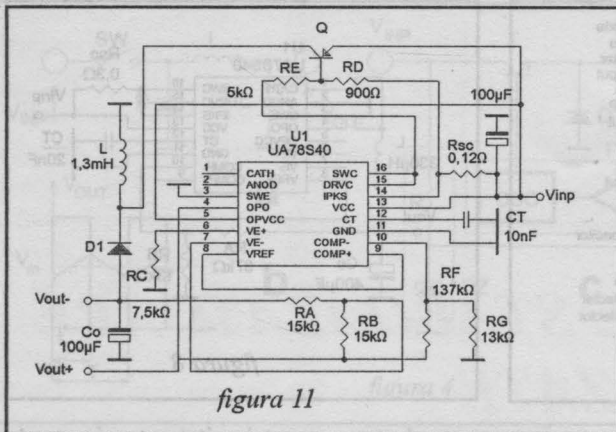 Q
RE
RD
5kΩ
900Ω
100µF
L
1,3mH
U1
UA78S40
Rsc
0,12Ω
1 CATH SWC 16
2 ANOD DRVC 15
3 SWE IPKS 14
4 OPO VCC 13
5 OPVCC CT 12
6 VE+ GND 11
7 VE- COMP- 10
8 VREF COMP+ 9
Vinp
CT
10nF
D1
RC
7,5kΩ
RF
137kΩ
Vout-
RA
15kΩ
RB
15kΩ
RG
13kΩ
Co
100µF
Vout+
figura 11
figura 4